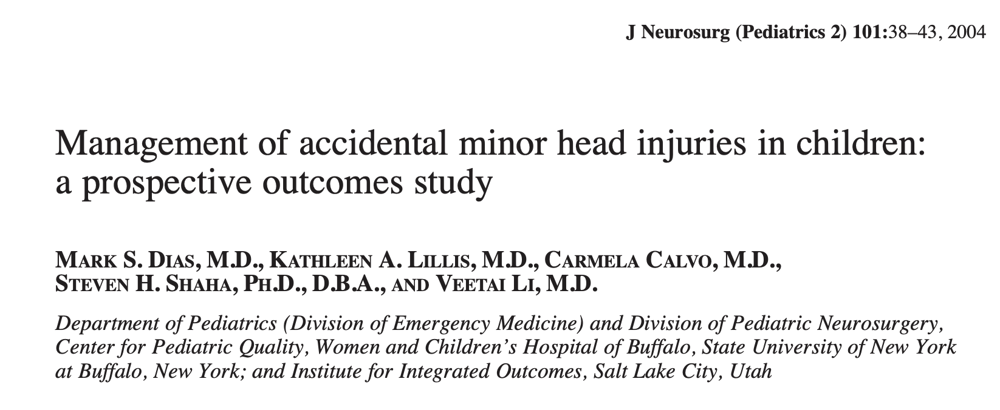 J Neurosurg (Pediatrics 2) 101:38–43, 2004
Management of accidental minor head injuries in children:
a prospective outcomes study
MARK S. DIAS, M.D., KATHLEEN A. LILLIS, M.D., CARMELA CALVO, M.D.,
STEVEN H. SHAHA, PH.D., D.B.A., AND VEETAI LI, M.D.
Department of Pediatrics (Division of Emergency Medicine) and Division of Pediatric Neurosurgery,
Center for Pediatric Quality, Women and Children’s Hospital of Buffalo, State University of New York
at Buffalo, New York; and Institute for Integrated Outcomes, Salt Lake City, Utah